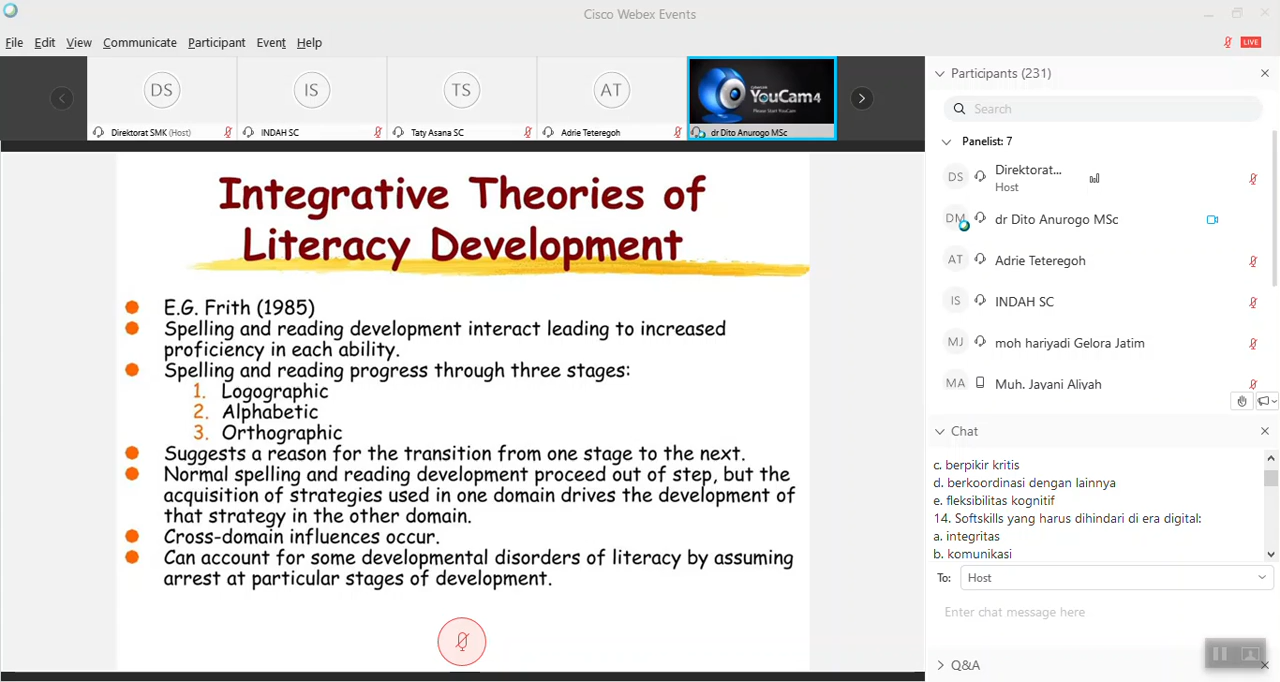 Cisco Webex Events
File Edit View Communicate Participant Event Help
LIVE
DS
IS
TS
AT
YouCam4
Please Start YouCam
Direktorat SMK (Host)
INDAH SC
Taty Asana SC
Adrie Teteregoh
dr Dito Anurogo MSc
Integrative Theories of
Literacy Development
E.G. Frith (1985)
Spelling and reading development interact leading to increased
proficiency in each ability.
Spelling and reading progress through three stages:
1. Logographic
2. Alphabetic
3. Orthographic
Suggests a reason for the transition from one stage to the next.
Normal spelling and reading development proceed out of step, but the
acquisition of strategies used in one domain drives the development of
that strategy in the other domain.
Cross-domain influences occur.
Can account for some developmental disorders of literacy by assuming
arrest at particular stages of development.
Participants (231)
Search
Panelist: 7
DS Direktorat...
Host
DM dr Dito Anurogo MSc
AT Adrie Teteregoh
IS INDAH SC
MJ moh hariyadi Gelora Jatim
MA Muh. Jayani Aliyah
Chat
c. berpikir kritis
d. berkoordinasi dengan lainnya
e. fleksibilitas kognitif
14. Softskills yang harus dihindari di era digital:
a. integritas
b. komunikasi
To: Host
Enter chat message here
Q&A